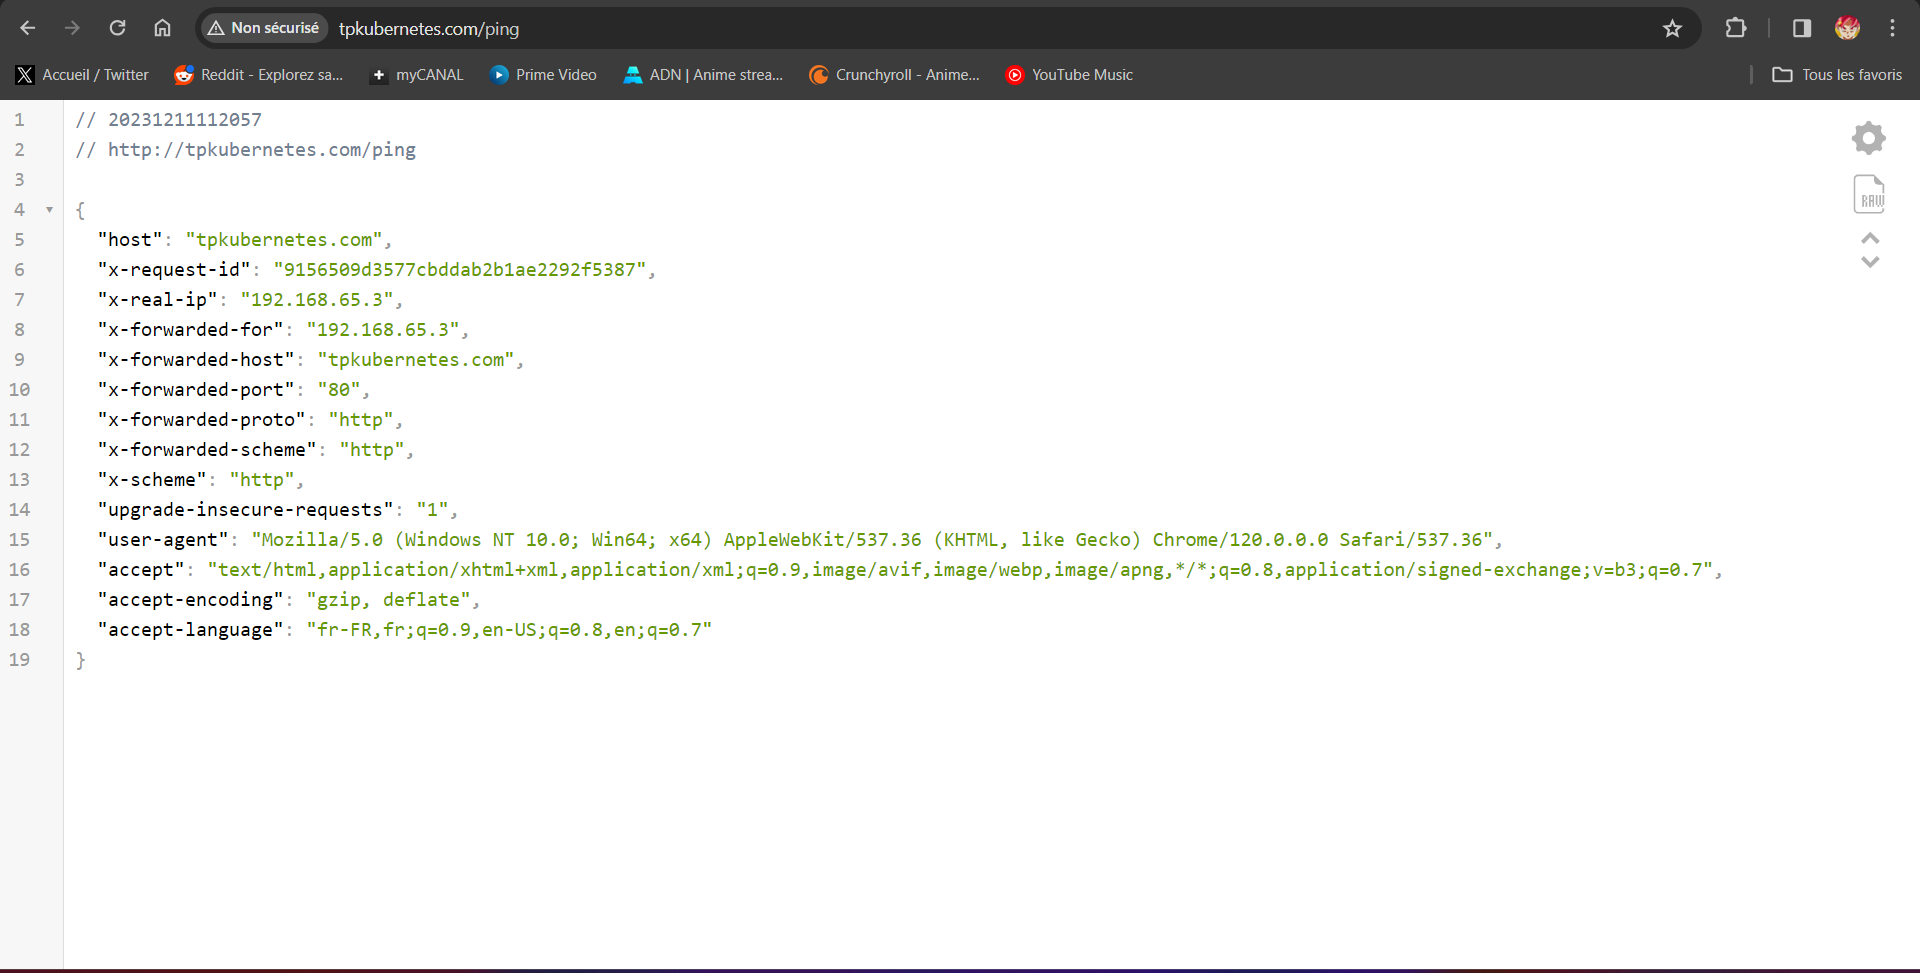 Non sécurisé tpkubernetes.com/ping
Accueil / Twitter Reddit - Explorez sa... myCANAL Prime Video ADN | Anime strea... Crunchyroll - Anime... YouTube Music Tous les favoris
1 // 20231211112057
2 // http://tpkubernetes.com/ping
3
4 {
5 "host": "tpkubernetes.com",
6 "x-request-id": "9156509d3577cbddab2b1ae2292f5387",
7 "x-real-ip": "192.168.65.3",
8 "x-forwarded-for": "192.168.65.3",
9 "x-forwarded-host": "tpkubernetes.com",
10 "x-forwarded-port": "80",
11 "x-forwarded-proto": "http",
12 "x-forwarded-scheme": "http",
13 "x-scheme": "http",
14 "upgrade-insecure-requests": "1",
15 "user-agent": "Mozilla/5.0 (Windows NT 10.0; Win64; x64) AppleWebKit/537.36 (KHTML, like Gecko) Chrome/120.0.0.0 Safari/537.36",
16 "accept": "text/html,application/xhtml+xml,application/xml;q=0.9,image/avif,image/webp,image/apng,*/*;q=0.8,application/signed-exchange;v=b3;q=0.7",
17 "accept-encoding": "gzip, deflate",
18 "accept-language": "fr-FR,fr;q=0.9,en-US;q=0.8,en;q=0.7"
19 }
RAW